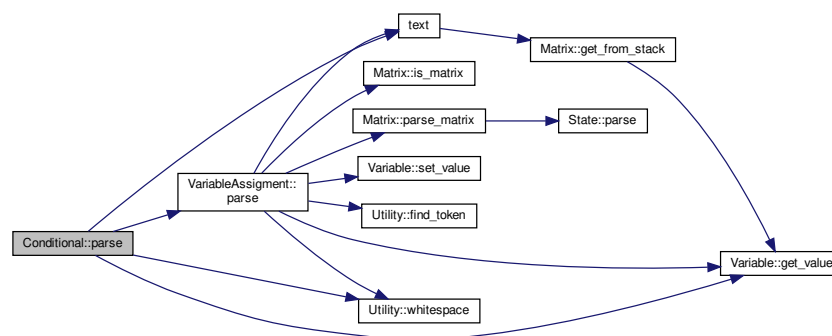 text
Matrix::get_from_stack
Matrix::is_matrix
Matrix::parse_matrix
State::parse
Variable::set_value
VariableAssigment::
parse
Utility::find_token
Conditional::parse
Variable::get_value
Utility::whitespace